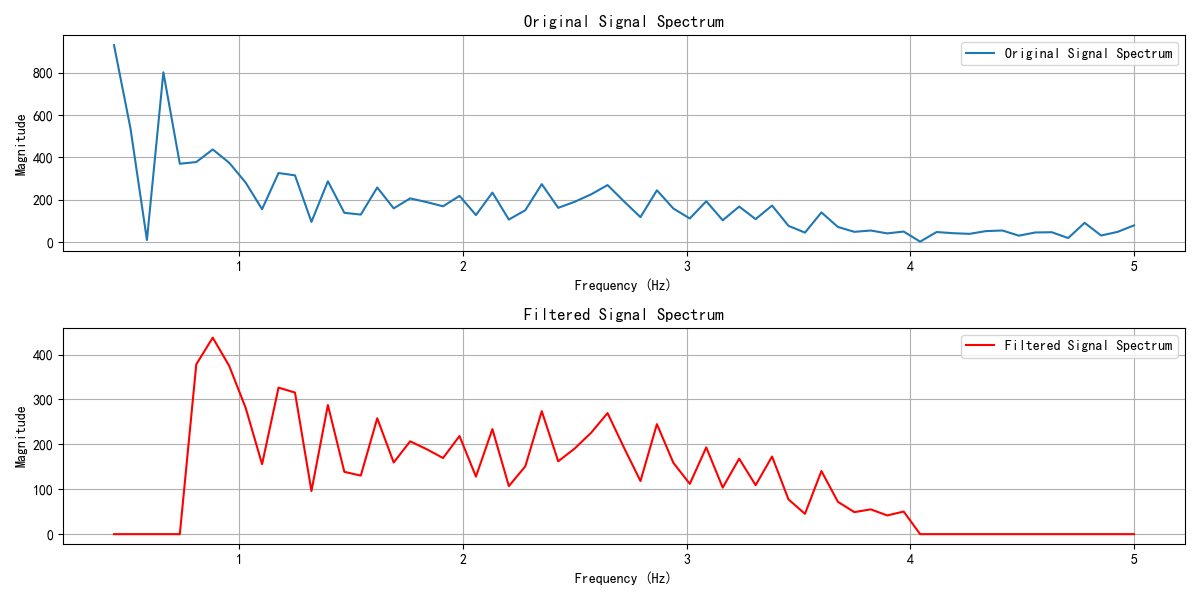 Original Signal Spectrum
Original Signal Spectrum
Magnitude
800
600
400
200
0
1
2
3
4
5
Frequency (Hz)
Filtered Signal Spectrum
Filtered Signal Spectrum
Magnitude
400
300
200
100
0
1
2
3
4
5
Frequency (Hz)